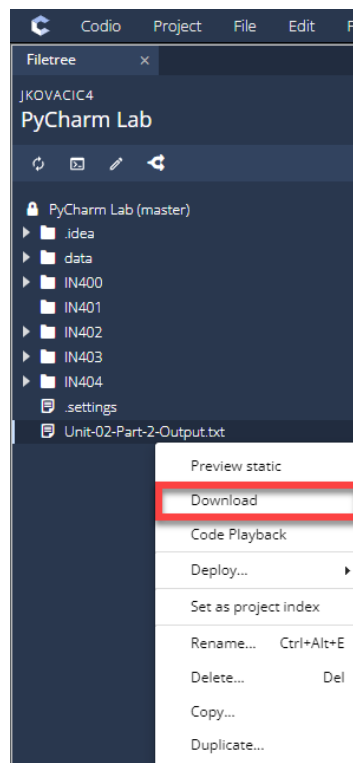 Codio Project File Edit
Filetree ×
JKOVACIC4
PyCharm Lab
PyCharm Lab (master)
.idea
data
IN400
IN401
IN402
IN403
IN404
.settings
Unit-02-Part-2-Output.txt
Preview static
Download
Code Playback
Deploy...
Set as project index
Rename... Ctrl+Alt+E
Delete... Del
Copy...
Duplicate...